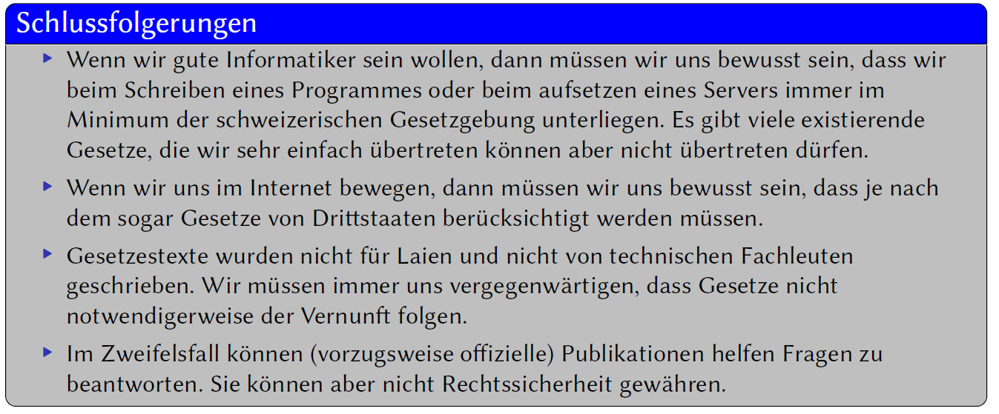 Schlussfolgerungen
Wenn wir gute Informatiker sein wollen, dann müssen wir uns bewusst sein, dass wir
beim Schreiben eines Programmes oder beim aufsetzen eines Servers immer im
Minimum der schweizerischen Gesetzgebung unterliegen. Es gibt viele existierende
Gesetze, die wir sehr einfach übertreten können aber nicht übertreten dürfen.
Wenn wir uns im Internet bewegen, dann müssen wir uns bewusst sein, dass je nach
dem sogar Gesetze von Drittstaaten berücksichtigt werden müssen.
Gesetzestexte wurden nicht für Laien und nicht von technischen Fachleuten
geschrieben. Wir müssen immer uns vergegenwärtigen, dass Gesetze nicht
notwendigerweise der Vernunft folgen.
Im Zweifelsfall können (vorzugsweise offizielle) Publikationen helfen Fragen zu
beantworten. Sie können aber nicht Rechtssicherheit gewähren.